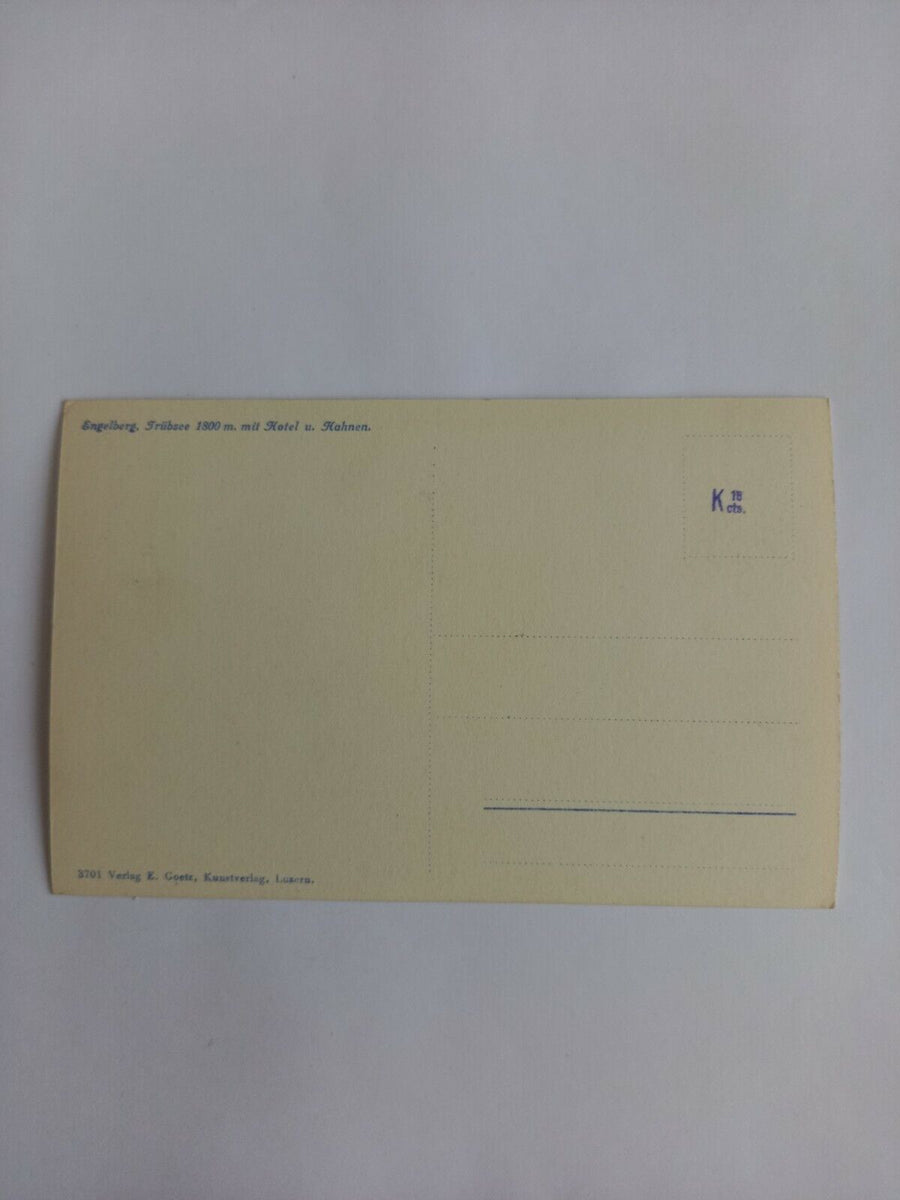 Engelberg. Trübsee 1800 m. mit Hotel u. Hahnen.
K 15
cts.
3701 Verlag E. Goetz, Kunstverlag, Luzern.